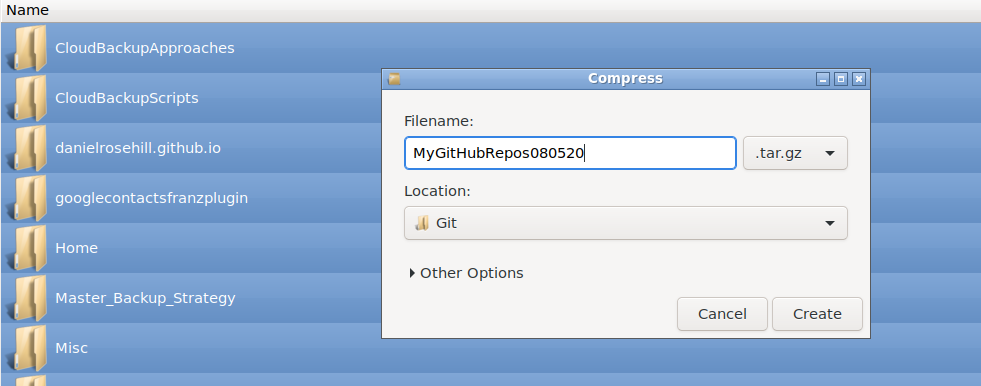 Name
CloudBackupApproaches
CloudBackupScripts
danielrosehill.github.io
googlecontactsfranzplugin
Home
Master_Backup_Strategy
Misc
Compress
Filename:
MyGitHubRepos080520
.tar.gz
Location:
Git
Other Options
Cancel
Create